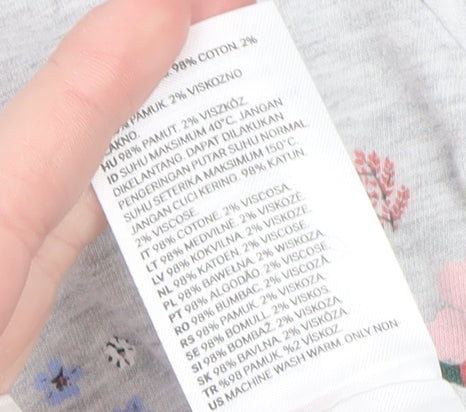 98% COTON. 2%
PAMUK. 2% VISKOZNO
HU 98% PAMUT. 2% VISZKÓZ.
ID SUHU MAKSIMUM 40°C. JANGAN
DIKELANTANG. DAPAT DILAKUKAN
PENGERINGAN PUTAR SUHU NORMAL
SUHU SETERIKA MAKSIMUM 150°C.
JANGAN CUCI KERING. 98% KATUN.
2% VISCOSE.
IT 98% COTONE. 2% VISCOSA
LT 98% MEDVILNĖ. 2% VISKOZĖ
LV 98% KOKVILNA. 2% VISKOZE
NL 98% KATOEN. 2% VISCOSE
PL 98% BAWEŁNA. 2% WISKOZA
PT 98% ALGODÃO. 2% VISCOSE.
RO 98% BUMBAC. 2% VISCOZĂ
RS 98% PAMUK. 2% VISKOZA
SE 98% BOMULL. 2% VISKOS.
SI 98% BOMBAŽ. 2% VISKOZA
SK 98% BAVLNA. 2% VISKÓZA
TR %98 PAMUK. %2 VISKOZ.
US MACHINE WASH WARM. ONLY NON-